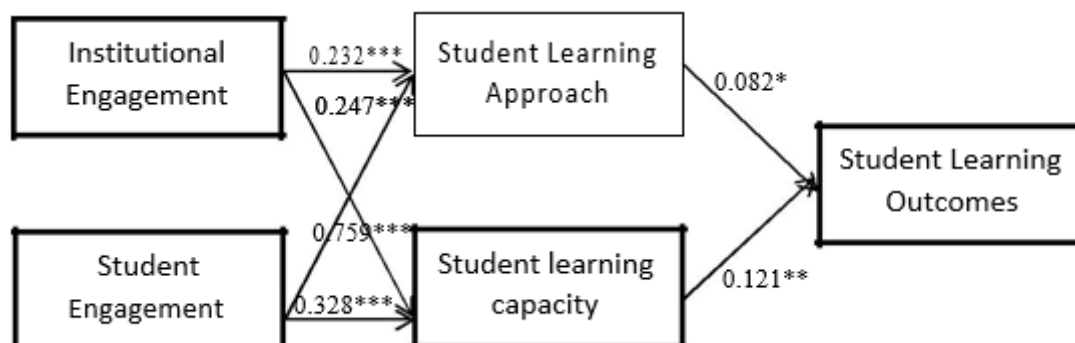 Institutional
Engagement
0.232***
Student Learning
Approach
0.247***
0.082*
Student Learning
Outcomes
0.759***
Student
Engagement
0.328***
Student learning
capacity
0.121**